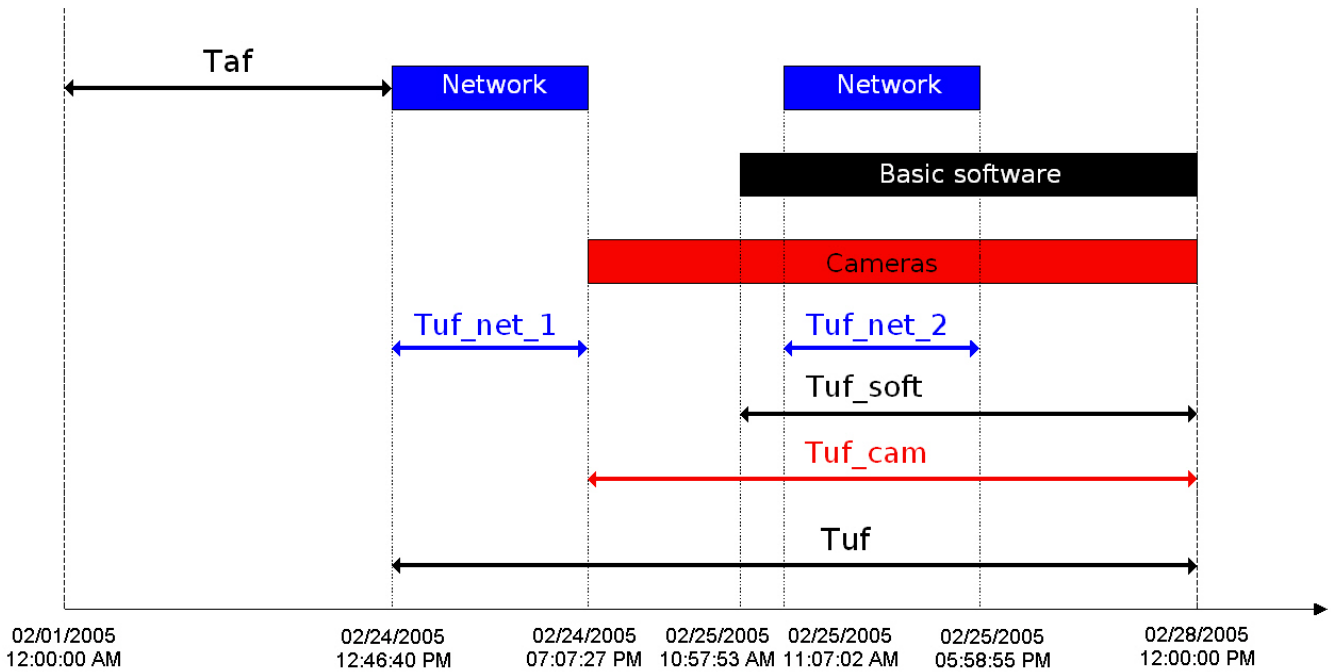 Taf
Network
Network
Basic software
Cameras
Tuf_net_1
Tuf_net_2
Tuf_soft
Tuf_cam
Tuf
02/01/2005
12:00:00 AM
02/24/2005
12:46:40 PM
02/24/2005
07:07:27 PM
02/25/2005
10:57:53 AM
02/25/2005
11:07:02 AM
02/25/2005
05:58:55 PM
02/28/2005
12:00:00 PM